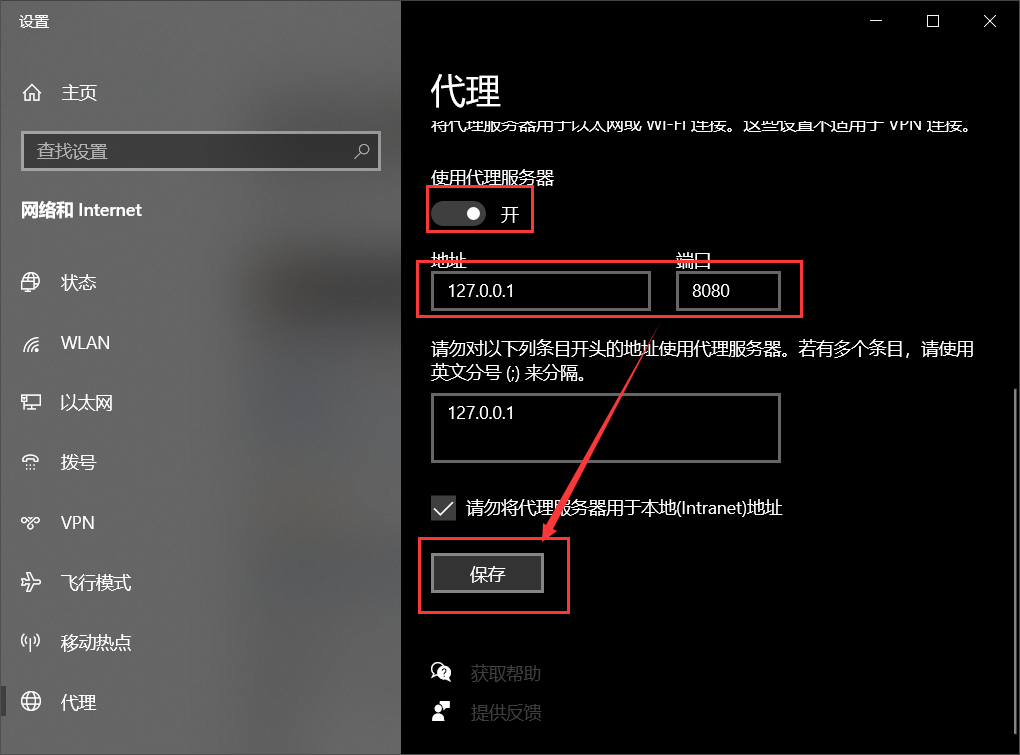 设置
主页
查找设置
网络和 Internet
状态
WLAN
以太网
拨号
VPN
飞行模式
移动热点
代理
代理
将代理服务器用于以太网或 Wi-Fi 连接。这些设置不适用于 VPN 连接。
使用代理服务器
开
地址 端口
127.0.0.1 8080
请勿对以下列条目开头的地址使用代理服务器。若有多个条目，请使用
英文分号 (;) 来分隔。
127.0.0.1
请勿将代理服务器用于本地(Intranet)地址
保存
获取帮助
提供反馈